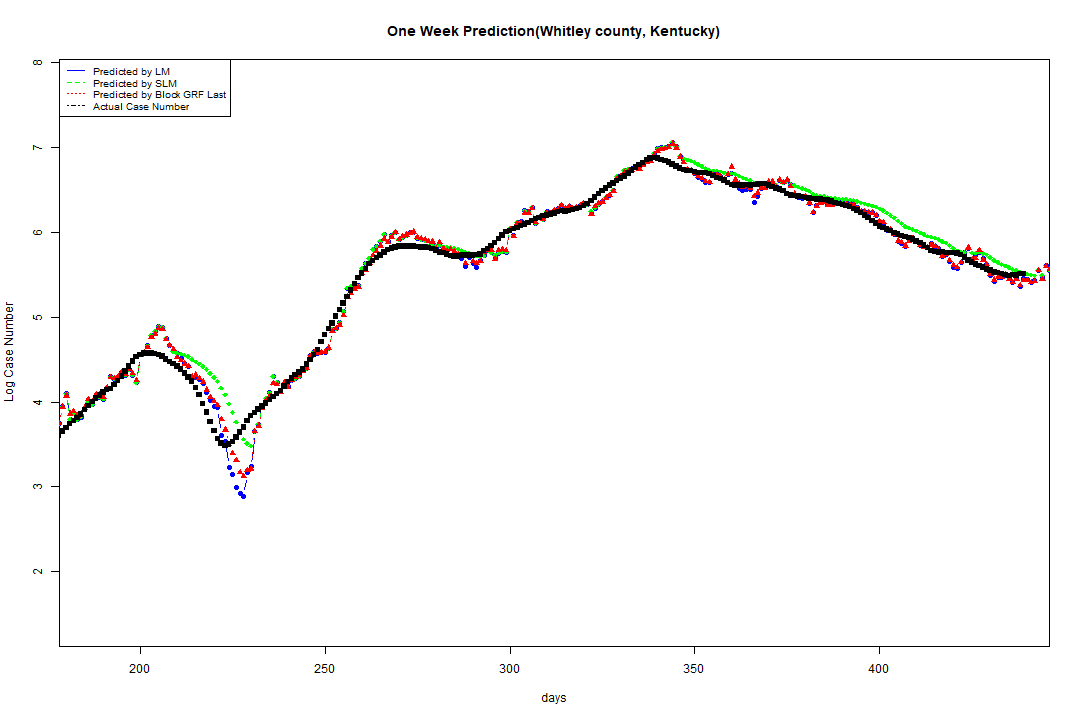 One Week Prediction(Whitley county, Kentucky)
Predicted by LM
Predicted by SLM
Predicted by Block GRF Last
Actual Case Number
8
7
6
5
4
3
2
Log Case Number
200 250 300 350 400
days